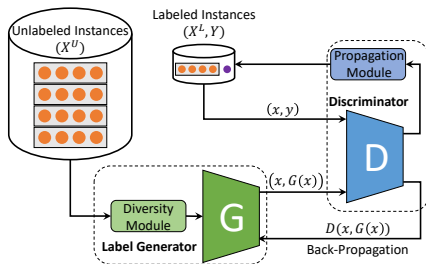 Unlabeled Instances
(X^U)
Labeled Instances
(X^L, Y)
Propagation
Module
Discriminator
(x, y)
D
(x, G(x))
Diversity
Module
G
Label Generator
D(x, G(x))
Back-Propagation